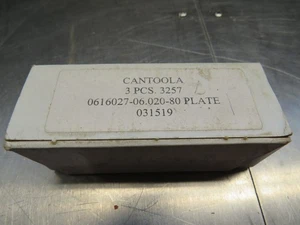 CANTOOLA
3 PCS. 3257
0616027-06.020-80 PLATE
031519